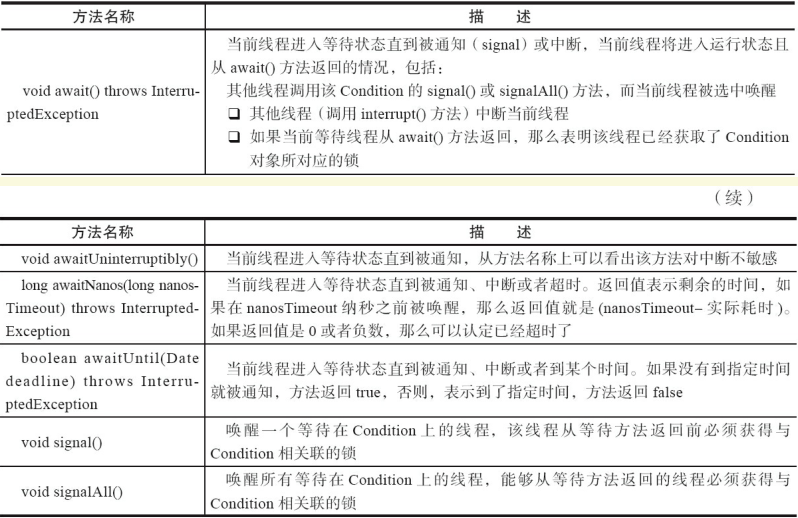 方法名称 描 述
void await() throws Interru-
ptedException
当前线程进入等待状态直到被通知（signal）或中断，当前线程将进入运行状态且
从 await() 方法返回的情况，包括：
其他线程调用该 Condition 的 signal() 或 signalAll() 方法，而当前线程被选中唤醒
❑ 其他线程（调用 interrupt() 方法）中断当前线程
❑ 如果当前等待线程从 await() 方法返回，那么表明该线程已经获取了 Condition
对象所对应的锁
（续）
方法名称 描 述
void awaitUninterruptibly()
当前线程进入等待状态直到被通知，从方法名称上可以看出该方法对中断不敏感
long awaitNanos(long nanos-
Timeout) throws Interrupted-
Exception
当前线程进入等待状态直到被通知、中断或者超时。返回值表示剩余的时间，如
果在 nanosTimeout 纳秒之前被唤醒，那么返回值就是 (nanosTimeout– 实际耗时 )。
如果返回值是 0 或者负数，那么可以认定已经超时了
boolean awaitUntil(Date
deadline) throws Interru-
ptedException
当前线程进入等待状态直到被通知、中断或者到某个时间。如果没有到指定时间
就被通知，方法返回 true，否则，表示到了指定时间，方法返回 false
void signal()
唤醒一个等待在 Condition 上的线程，该线程从等待方法返回前必须获得与
Condition 相关联的锁
void signalAll()
唤醒所有等待在 Condition 上的线程，能够从等待方法返回的线程必须获得与
Condition 相关联的锁